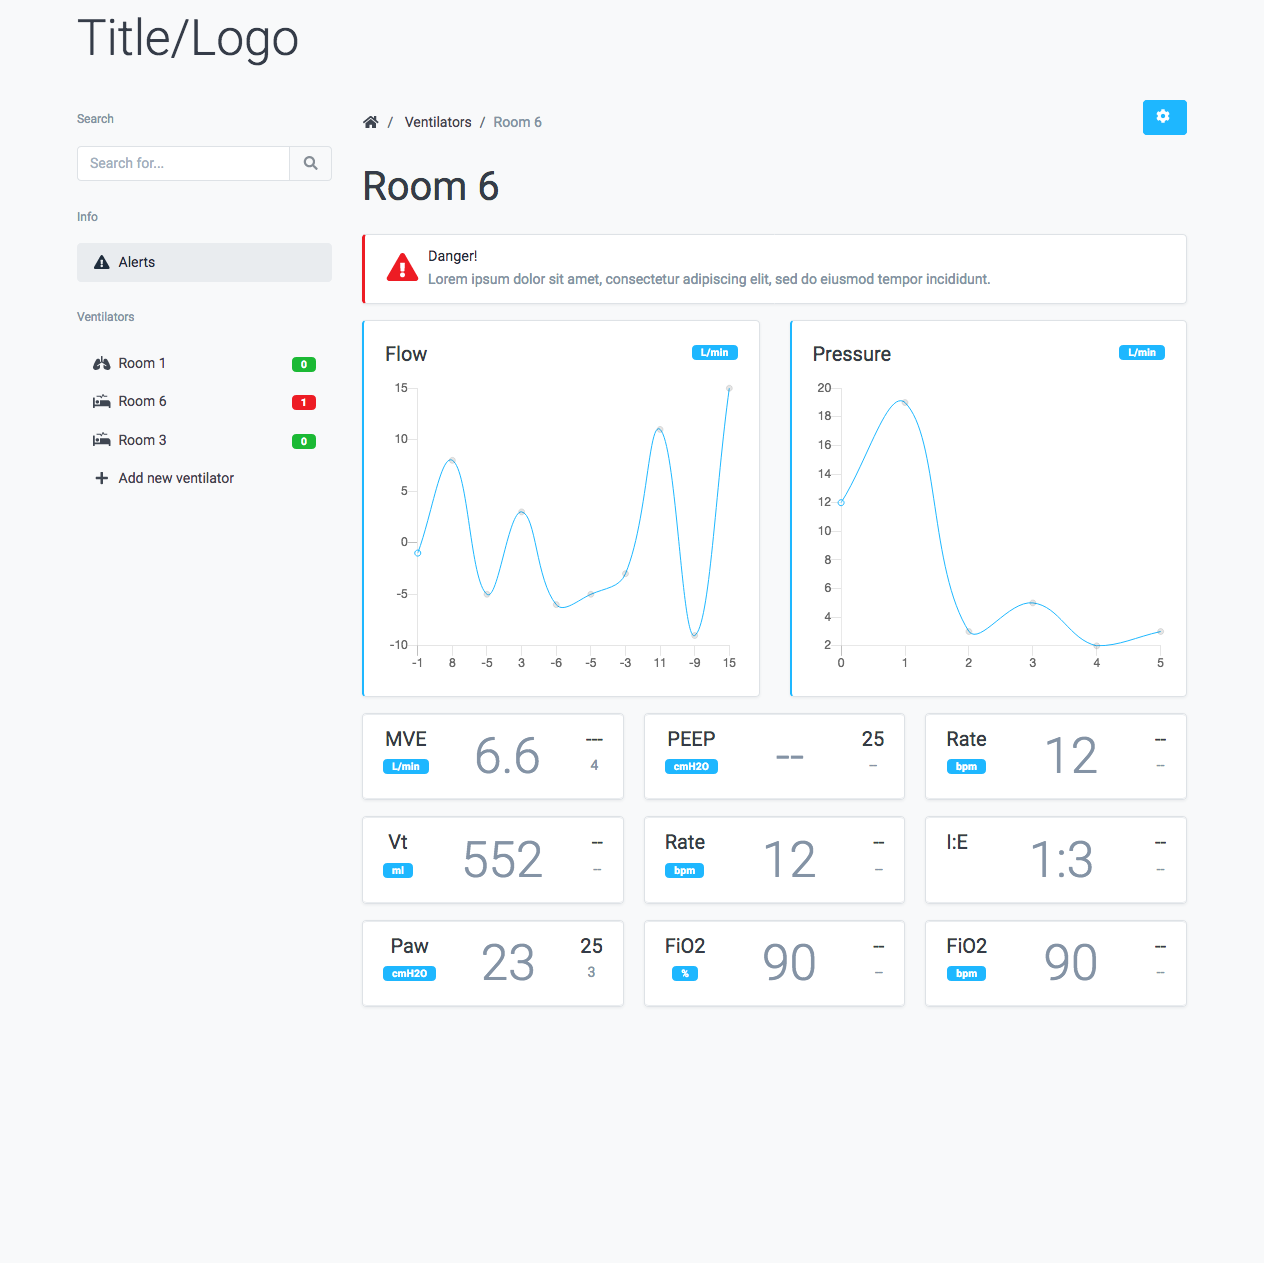 Title/Logo
Search
Search for...
Info
Alerts
Ventilators
Room 1 0
Room 6 1
Room 3 0
Add new ventilator
/ Ventilators / Room 6
Room 6
Danger!
Lorem ipsum dolor sit amet, consectetur adipiscing elit, sed do eiusmod tempor incididunt.
Flow L/min
15
10
5
0
-5
-10
-1 8 -5 3 -6 -5 -3 11 -9 15
Pressure L/min
20
18
16
14
12
10
8
6
4
2
0 1 2 3 4 5
MVE 6.6 ---
L/min 4
PEEP -- 25
cmH2O --
Rate 12 --
bpm --
Vt 552 --
ml --
Rate 12 --
bpm --
I:E 1:3 --
--
Paw 23 25
cmH2O 3
FiO2 90 --
% --
FiO2 90 --
bpm --